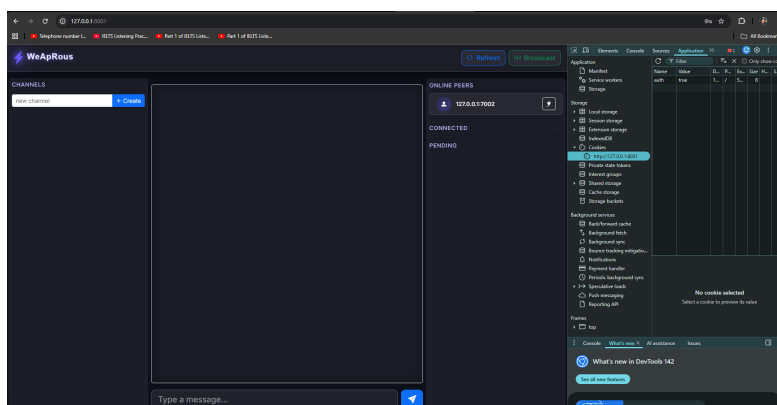 127.0.0.1:8001
Telephone number I...
IELTS Listening Prac...
Part 1 of IELTS Liste...
Part 1 of IELTS Liste...
All Bookmar
WeApRous
Refresh
Broadcast
CHANNELS
new channel
+ Create
Type a message...
ONLINE PEERS
127.0.0.1:7002
CONNECTED
PENDING
Elements Console Sources Application
Application
Manifest
Service workers
Storage
Storage
Local storage
Session storage
Extension storage
IndexedDB
Cookies
http://127.0.0.1:8001
Private state tokens
Interest groups
Shared storage
Cache storage
Storage buckets
Background services
Back/forward cache
Background fetch
Background sync
Bounce tracking mitigatio...
Notifications
Payment handler
Periodic background sync
Speculative loads
Push messaging
Reporting API
Frames
top
Filter
Only show co
Name Value D... P... Ex... Size H...
auth true 1... / S... 8
No cookie selected
Select a cookie to preview its value
Console What's new AI assistance Issues
What's new in DevTools 142
See all new features